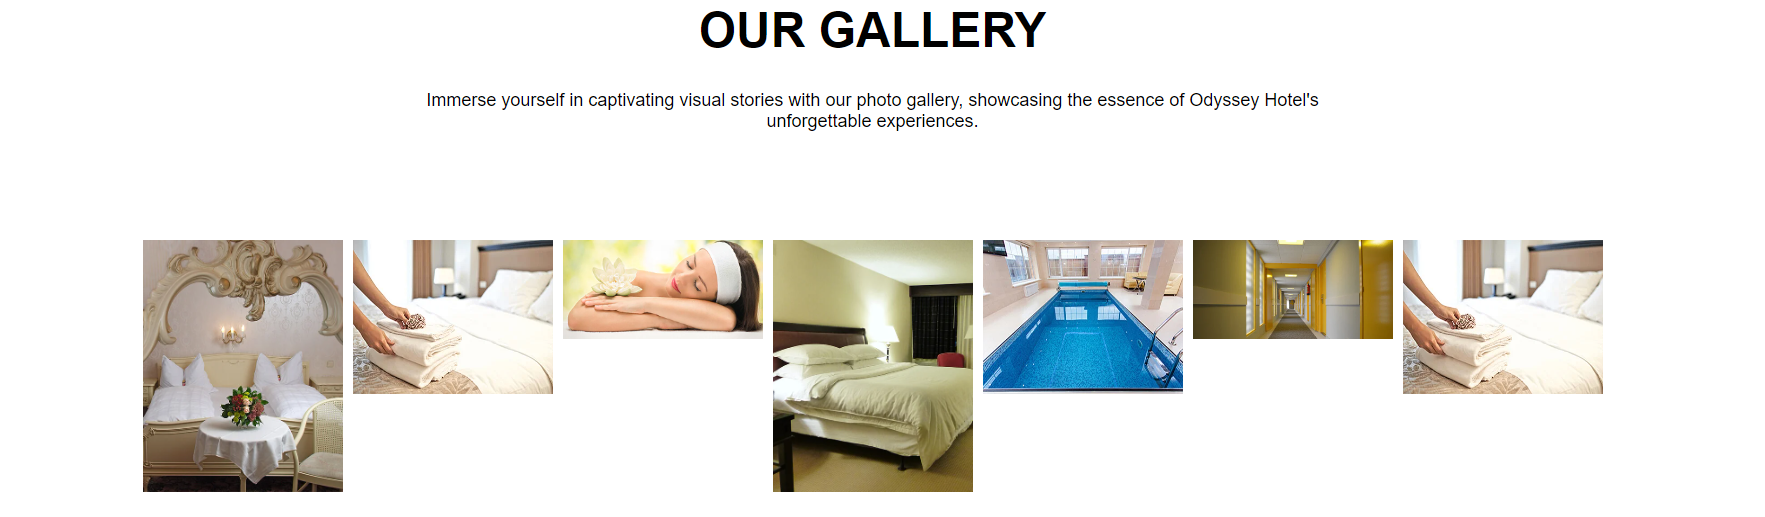 OUR GALLERY
Immerse yourself in captivating visual stories with our photo gallery, showcasing the essence of Odyssey Hotel's
unforgettable experiences.